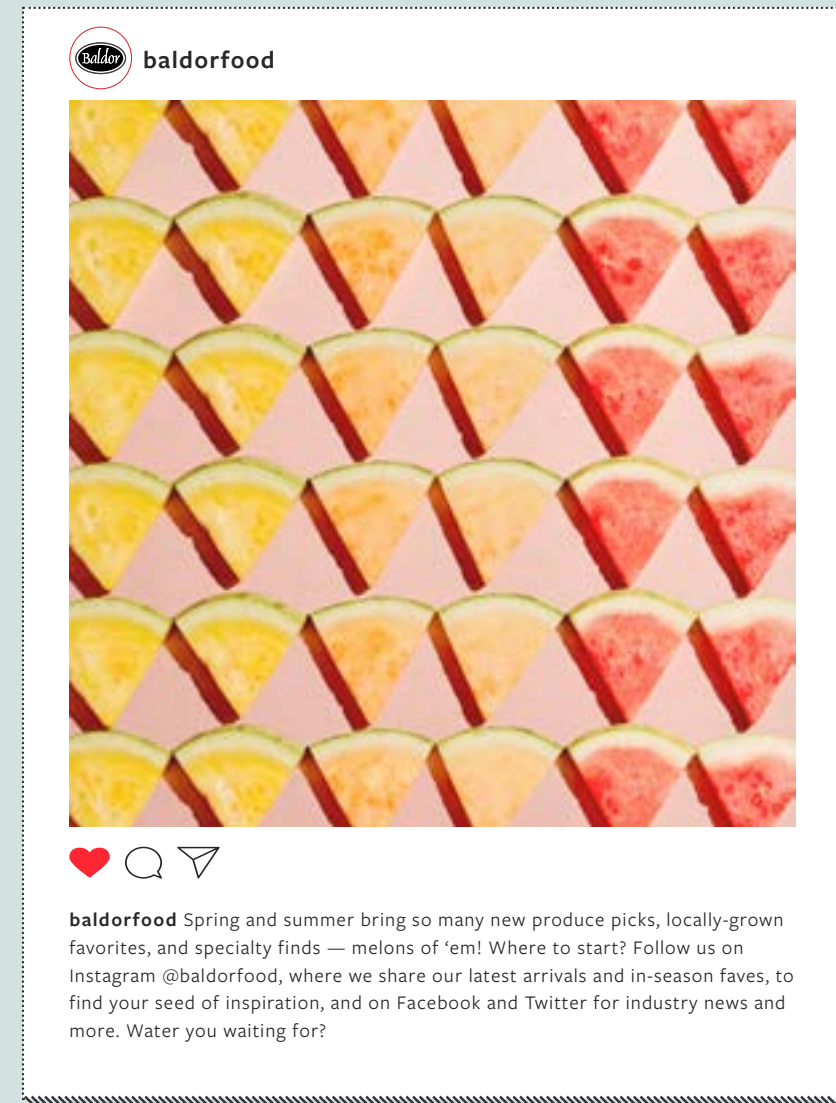 Baldor
baldorfood
baldorfood Spring and summer bring so many new produce picks, locally-grown
favorites, and specialty finds — melons of ‘em! Where to start? Follow us on
Instagram @baldorfood, where we share our latest arrivals and in-season faves, to
find your seed of inspiration, and on Facebook and Twitter for industry news and
more. Water you waiting for?